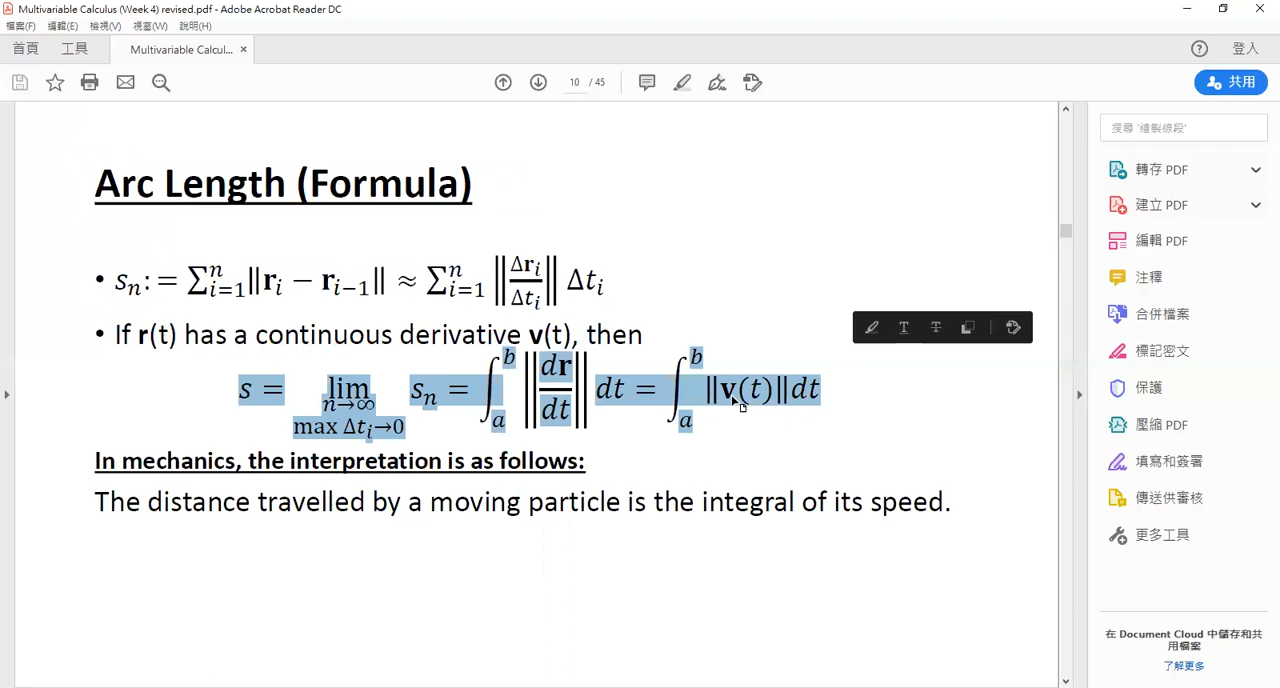 Multivariable Calculus (Week 4) revised.pdf - Adobe Acrobat Reader DC
檔案(F) 編輯(E) 檢視(V) 視窗(W) 說明(H)
首頁 工具 Multivariable Calcul... × ? 登入
10 / 45 共用
Arc Length (Formula)
• sₙ: = ∑ⁿᵢ₌₁‖rᵢ − rᵢ₋₁‖ ≈ ∑ⁿᵢ₌₁ ‖Δrᵢ/Δtᵢ‖ Δtᵢ
• If r(t) has a continuous derivative v(t), then
s = lim n→∞ max Δtᵢ→0 sₙ = ∫ₐᵇ ‖dr/dt‖ dt = ∫ₐᵇ ‖v(t)‖dt
In mechanics, the interpretation is as follows:
The distance travelled by a moving particle is the integral of its speed.
搜尋 '繪製線段'
轉存 PDF
建立 PDF
編輯 PDF
注釋
合併檔案
標記密文
保護
壓縮 PDF
填寫和簽署
傳送供審核
更多工具
在 Document Cloud 中儲存和共
用檔案
了解更多